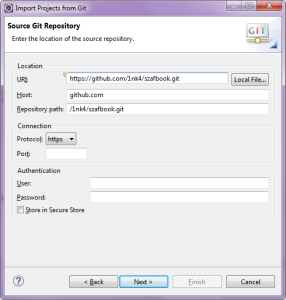 Import Projects from Git
Source Git Repository
Enter the location of the source repository.
GIT
Location
URI: https://github.com/1nk4/szafbook.git Local File...
Host: github.com
Repository path: /1nk4/szafbook.git
Connection
Protocol: https
Port:
Authentication
User:
Password:
Store in Secure Store
? < Back Next > Finish Cancel